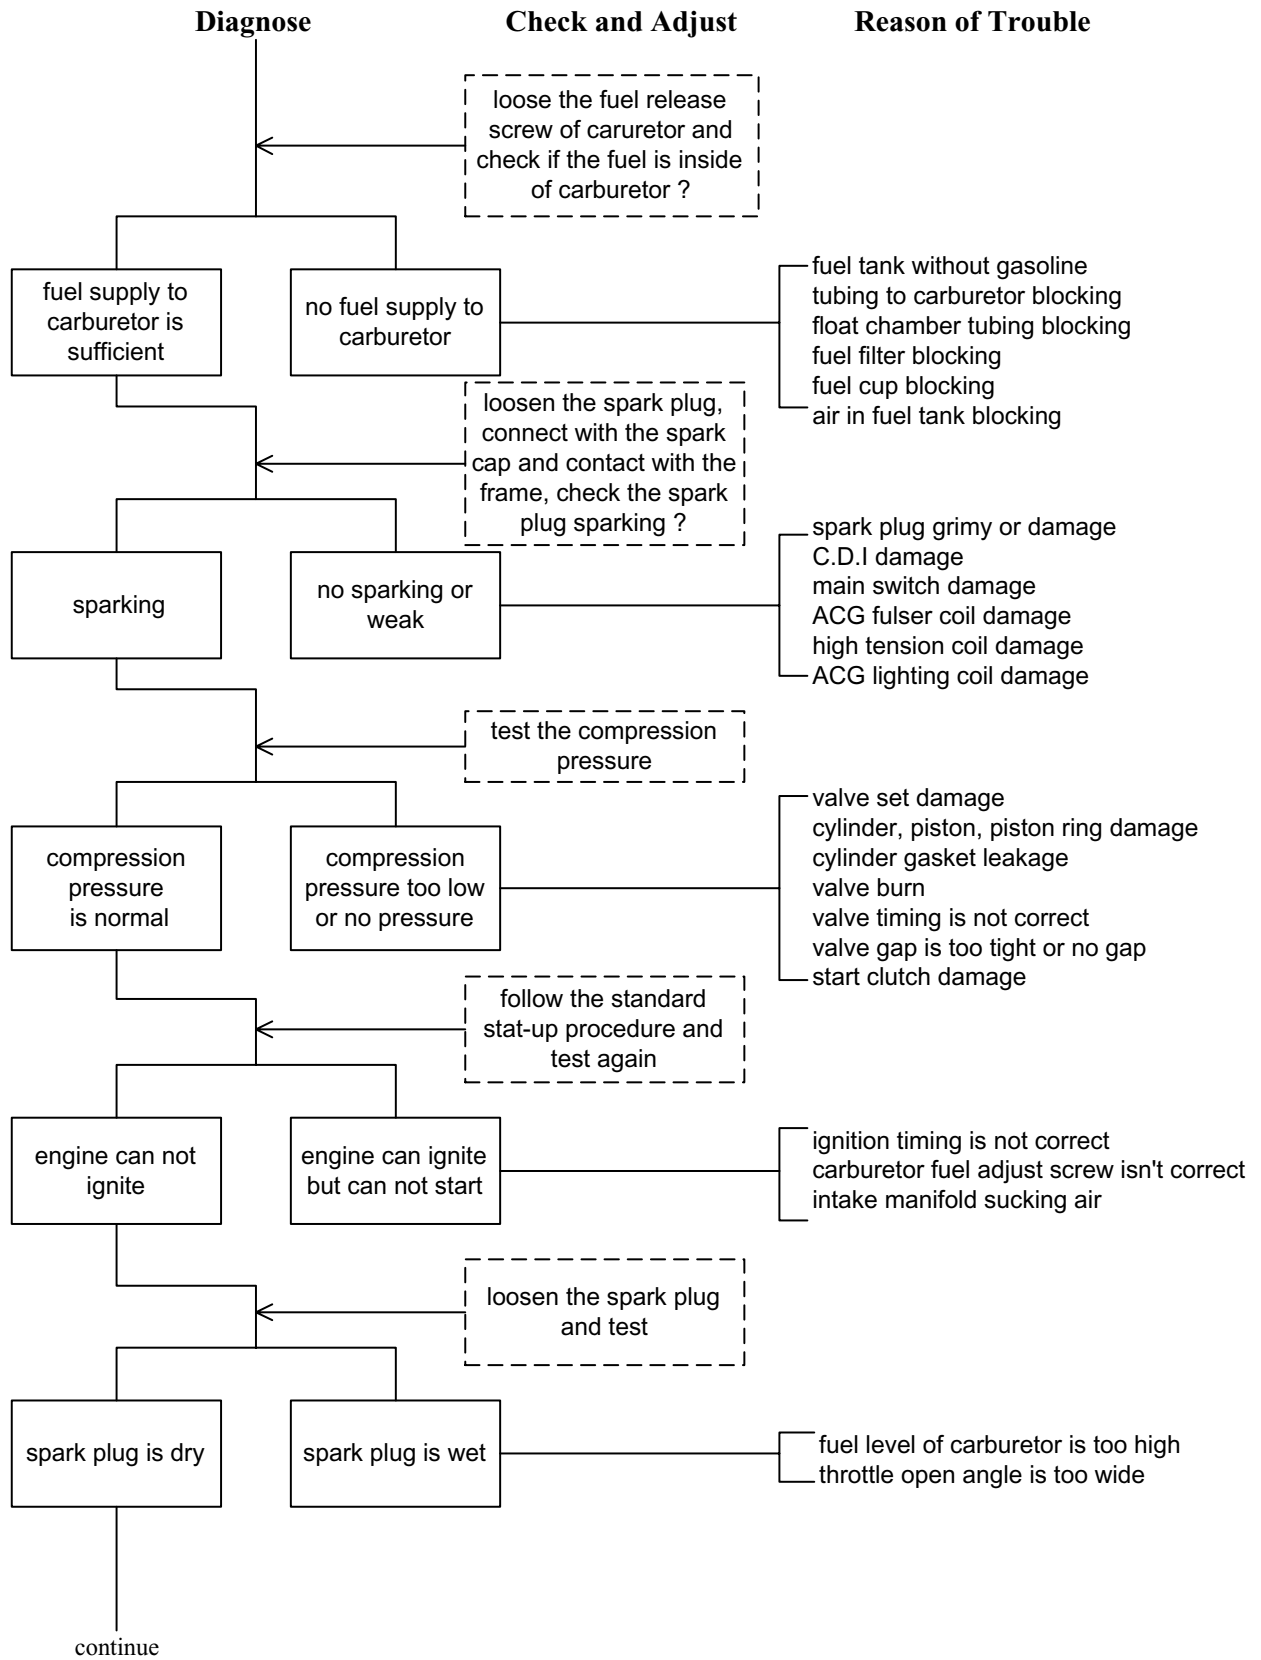 Diagnose
Check and Adjust
Reason of Trouble
loose the fuel release
screw of caruretor and
check if the fuel is inside
of carburetor ?
fuel supply to
carburetor is
sufficient
no fuel supply to
carburetor
fuel tank without gasoline
tubing to carburetor blocking
float chamber tubing blocking
fuel filter blocking
fuel cup blocking
air in fuel tank blocking
loosen the spark plug,
connect with the spark
cap and contact with the
frame, check the spark
plug sparking ?
sparking
no sparking or
weak
spark plug grimy or damage
C.D.I damage
main switch damage
ACG fulser coil damage
high tension coil damage
ACG lighting coil damage
test the compression
pressure
compression
pressure
is normal
compression
pressure too low
or no pressure
valve set damage
cylinder, piston, piston ring damage
cylinder gasket leakage
valve burn
valve timing is not correct
valve gap is too tight or no gap
start clutch damage
follow the standard
stat-up procedure and
test again
engine can not
ignite
engine can ignite
but can not start
ignition timing is not correct
carburetor fuel adjust screw isn't correct
intake manifold sucking air
loosen the spark plug
and test
spark plug is dry
spark plug is wet
fuel level of carburetor is too high
throttle open angle is too wide
continue